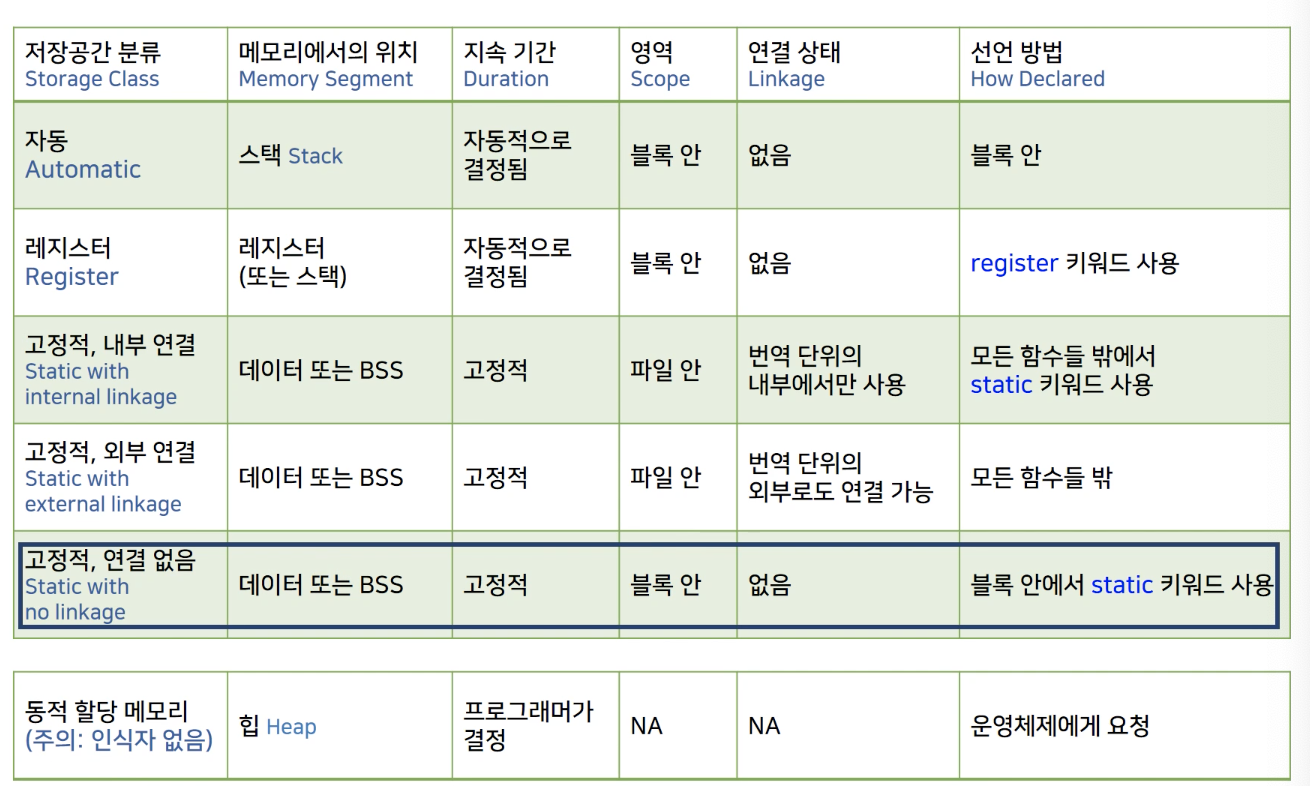 저장공간 분류
Storage Class
메모리에서의 위치
Memory Segment
지속 기간
Duration
영역
Scope
연결 상태
Linkage
선언 방법
How Declared
자동
Automatic
스택 Stack
자동적으로
결정됨
블록 안
없음
블록 안
레지스터
Register
레지스터
(또는 스택)
자동적으로
결정됨
블록 안
없음
register 키워드 사용
고정적, 내부 연결
Static with
internal linkage
데이터 또는 BSS
고정적
파일 안
번역 단위의
내부에서만 사용
모든 함수들 밖에서
static 키워드 사용
고정적, 외부 연결
Static with
external linkage
데이터 또는 BSS
고정적
파일 안
번역 단위의
외부로도 연결 가능
모든 함수들 밖
고정적, 연결 없음
Static with
no linkage
데이터 또는 BSS
고정적
블록 안
없음
블록 안에서 static 키워드 사용
동적 할당 메모리
(주의: 인식자 없음)
힙 Heap
프로그래머가
결정
NA
NA
운영체제에게 요청